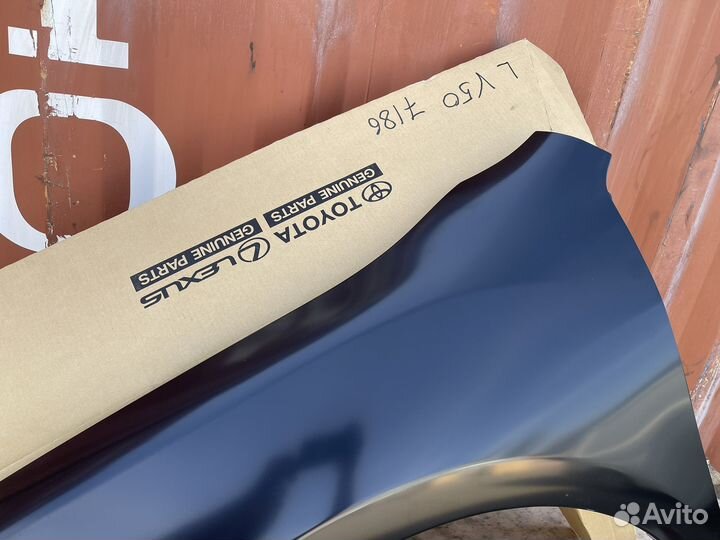 L V50 7186
TOYOTA
GENUINE PARTS
LEXUS
GENUINE PARTS
Avito